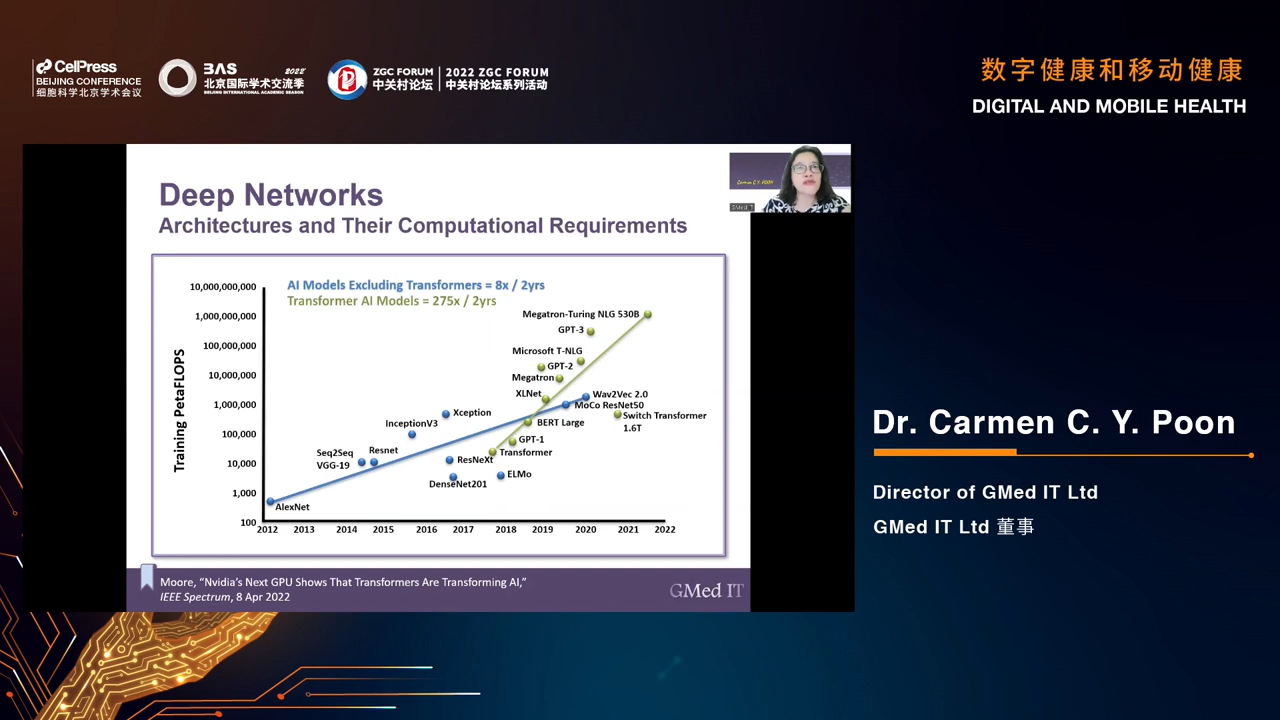 CelPress
BEIJING CONFERENCE
细胞科学北京学术会议
BAS 2022
北京国际学术交流季
BEIJING INTERNATIONAL ACADEMIC SEASON
ZGC FORUM
中关村论坛
2022 ZGC FORUM
中关村论坛系列活动
数字健康和移动健康
DIGITAL AND MOBILE HEALTH
Carmen C.Y. POON
GMed IT
Deep Networks
Architectures and Their Computational Requirements
AI Models Excluding Transformers = 8x / 2yrs
Transformer AI Models = 275x / 2yrs
Training PetaFLOPS
10,000,000,000
1,000,000,000
100,000,000
10,000,000
1,000,000
100,000
10,000
1,000
100
Megatron-Turing NLG 530B
GPT-3
Microsoft T-NLG
GPT-2
Megatron
XLNet
Wav2Vec 2.0
MoCo ResNet50
Xception
Switch Transformer
1.6T
InceptionV3
BERT Large
GPT-1
Seq2Seq
VGG-19
Resnet
Transformer
ResNeXt
ELMo
DenseNet201
AlexNet
2012 2013 2014 2015 2016 2017 2018 2019 2020 2021 2022
Moore, “Nvidia’s Next GPU Shows That Transformers Are Transforming AI,”
IEEE Spectrum, 8 Apr 2022
GMed IT
Dr. Carmen C. Y. Poon
Director of GMed IT Ltd
GMed IT Ltd 董事